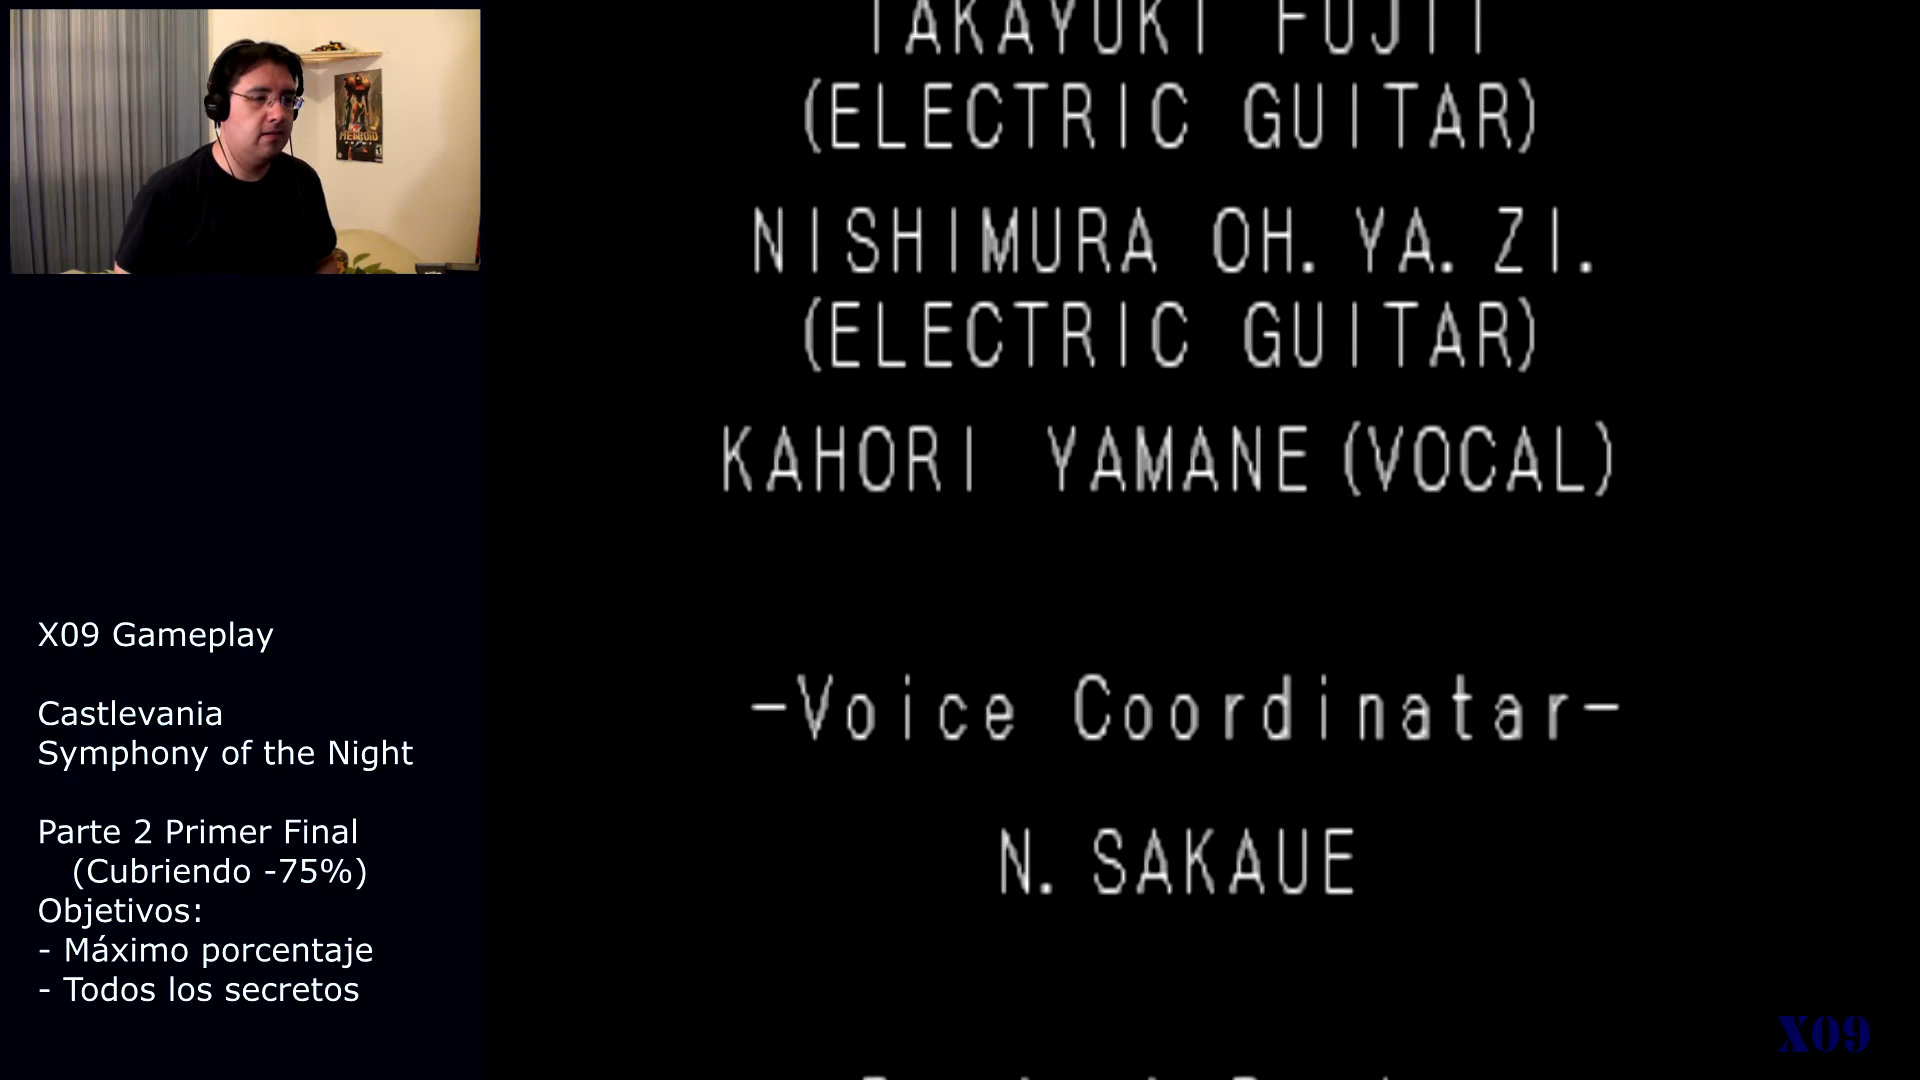 TAKAYUKI FUJII
(ELECTRIC GUITAR)
NISHIMURA OH. YA. ZI.
(ELECTRIC GUITAR)
KAHORI YAMANE (VOCAL)
-Voice Coordinatar-
N. SAKAUE
METROID
X09 Gameplay
Castlevania
Symphony of the Night
Parte 2 Primer Final
(Cubriendo -75%)
Objetivos:
- Máximo porcentaje
- Todos los secretos
X09